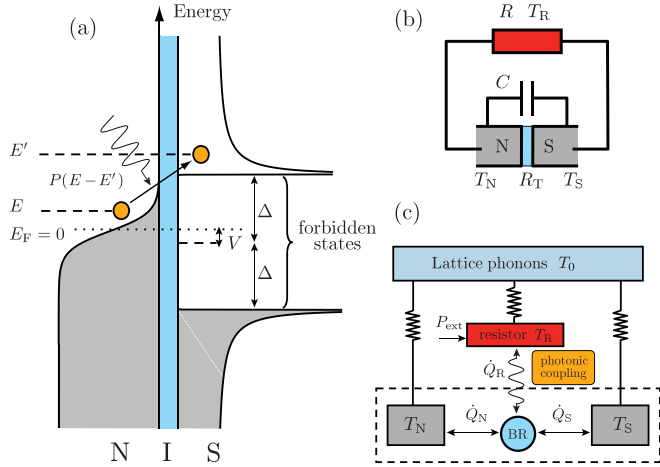 (a)
Energy
E′
P(E−E′)
E
E_F = 0
Δ
V
Δ
forbidden
states
N I S
(b)
R T_R
C
N S
T_N R_T T_S
(c)
Lattice phonons T_0
P_ext
resistor T_R
Q̇_R
photonic
coupling
T_N
Q̇_N
BR
Q̇_S
T_S